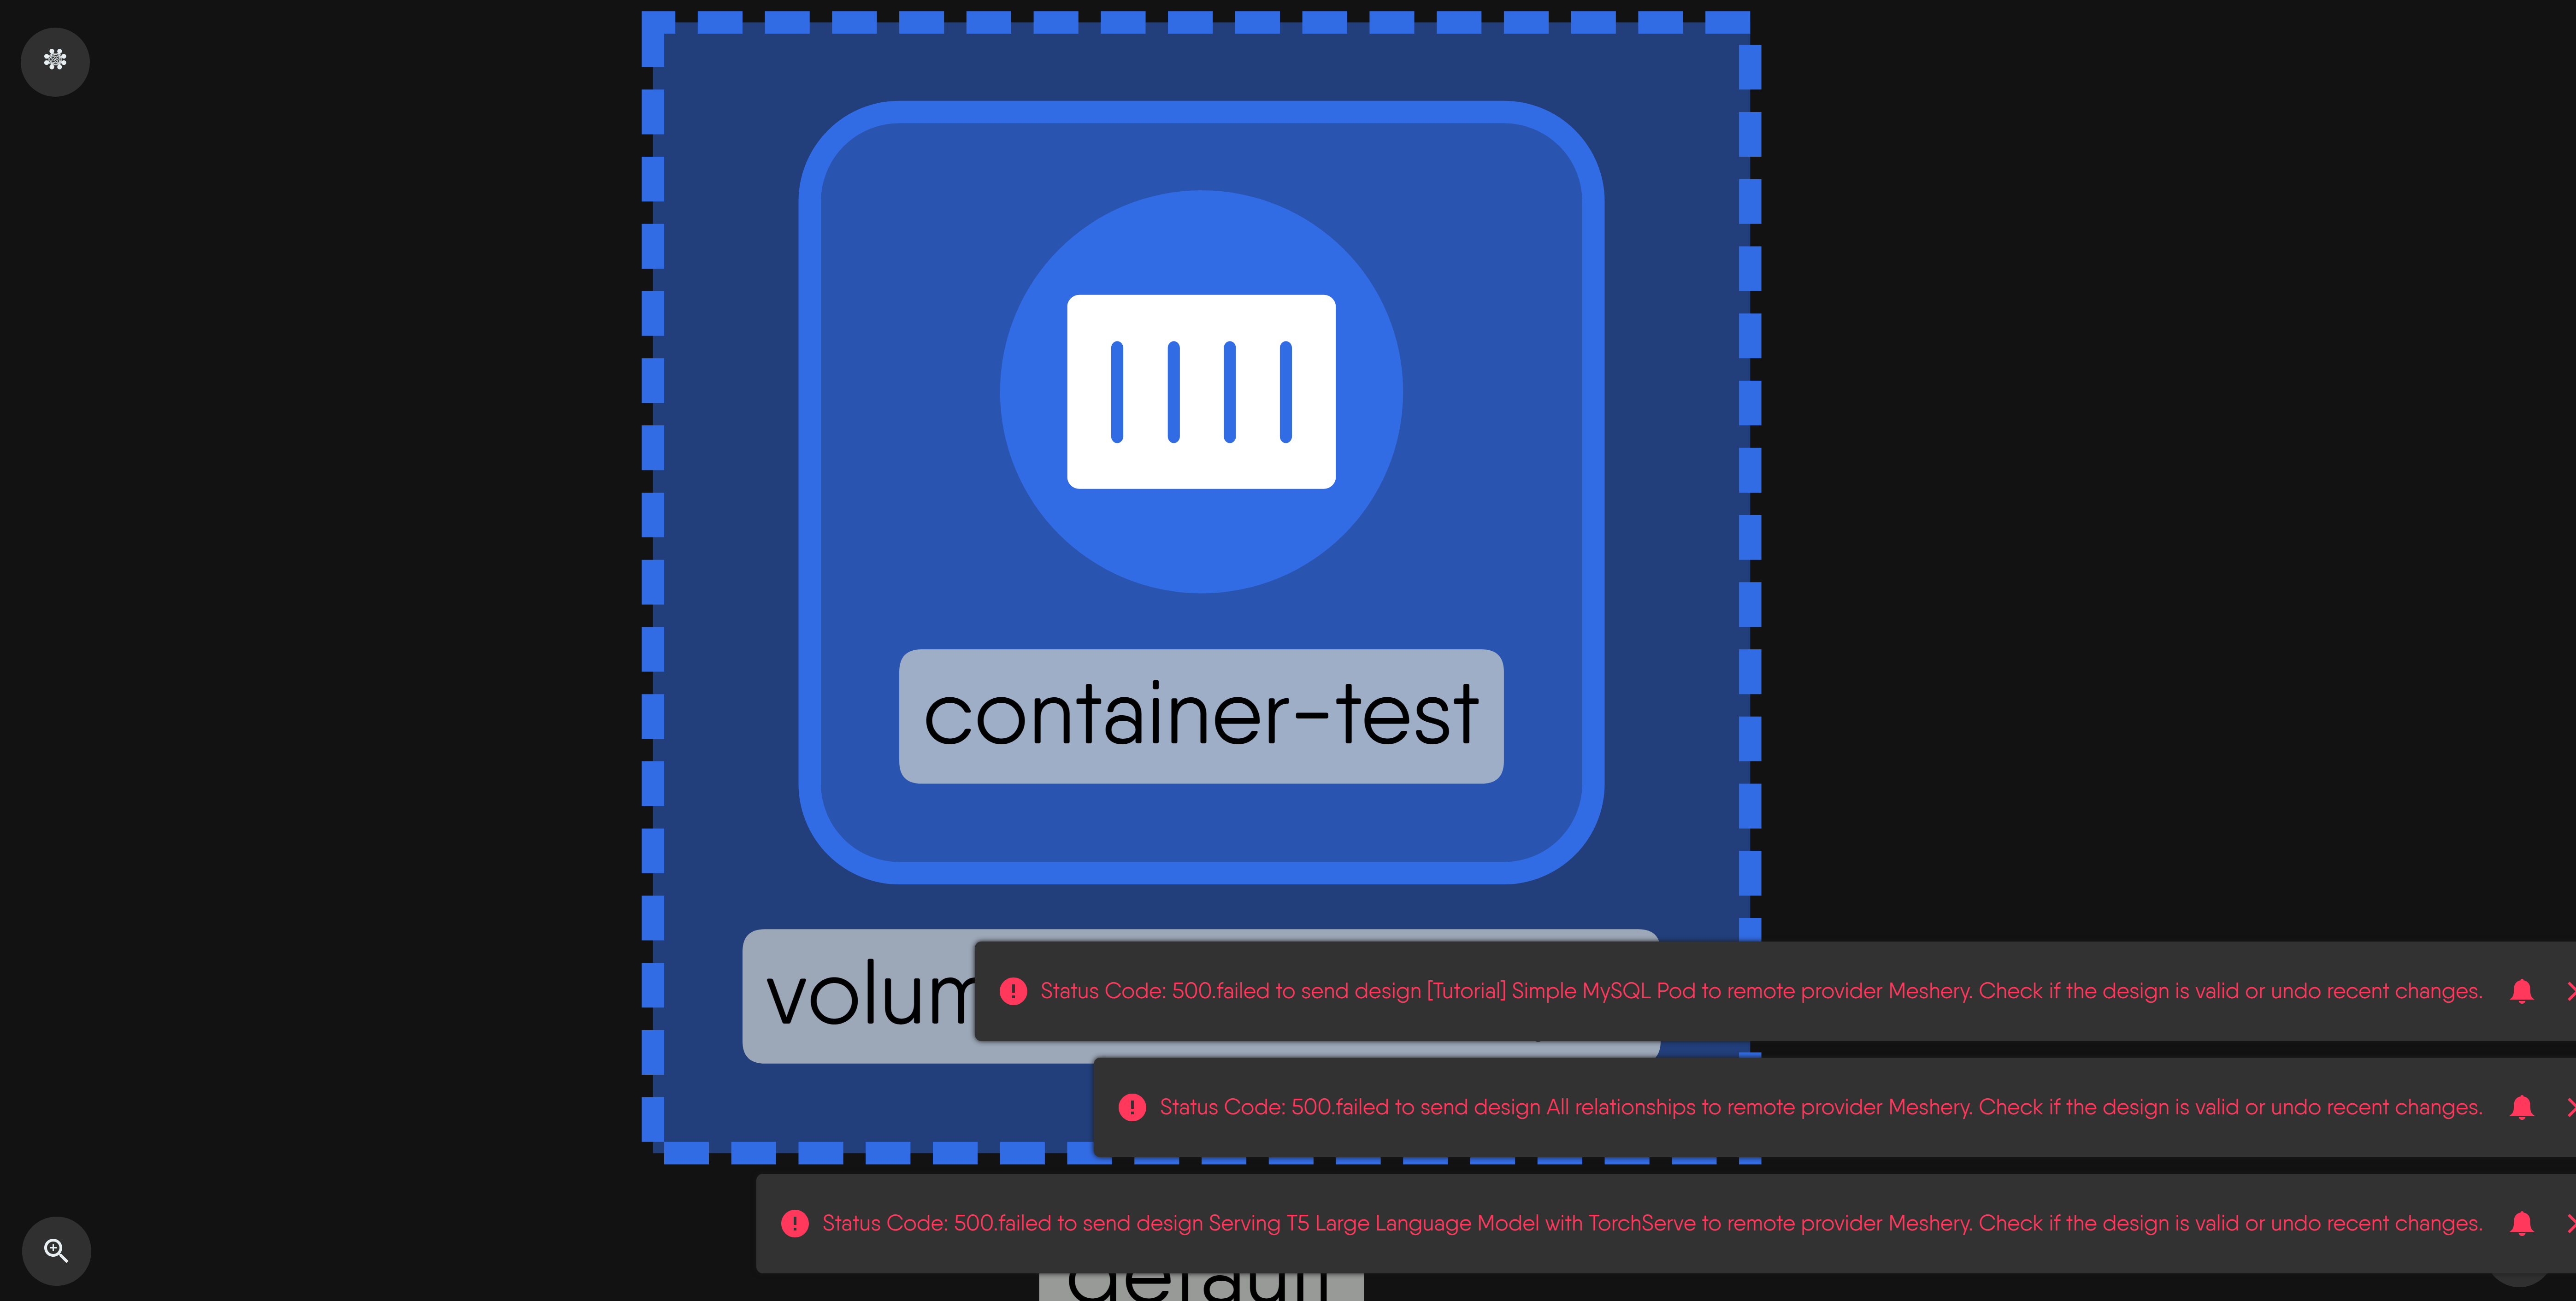 container-test
Status Code: 500.failed to send design [Tutorial] Simple MySQL Pod to remote provider Meshery. Check if the design is valid or undo recent changes.
Status Code: 500.failed to send design All relationships to remote provider Meshery. Check if the design is valid or undo recent changes.
Status Code: 500.failed to send design Serving T5 Large Language Model with TorchServe to remote provider Meshery. Check if the design is valid or undo recent changes.
default